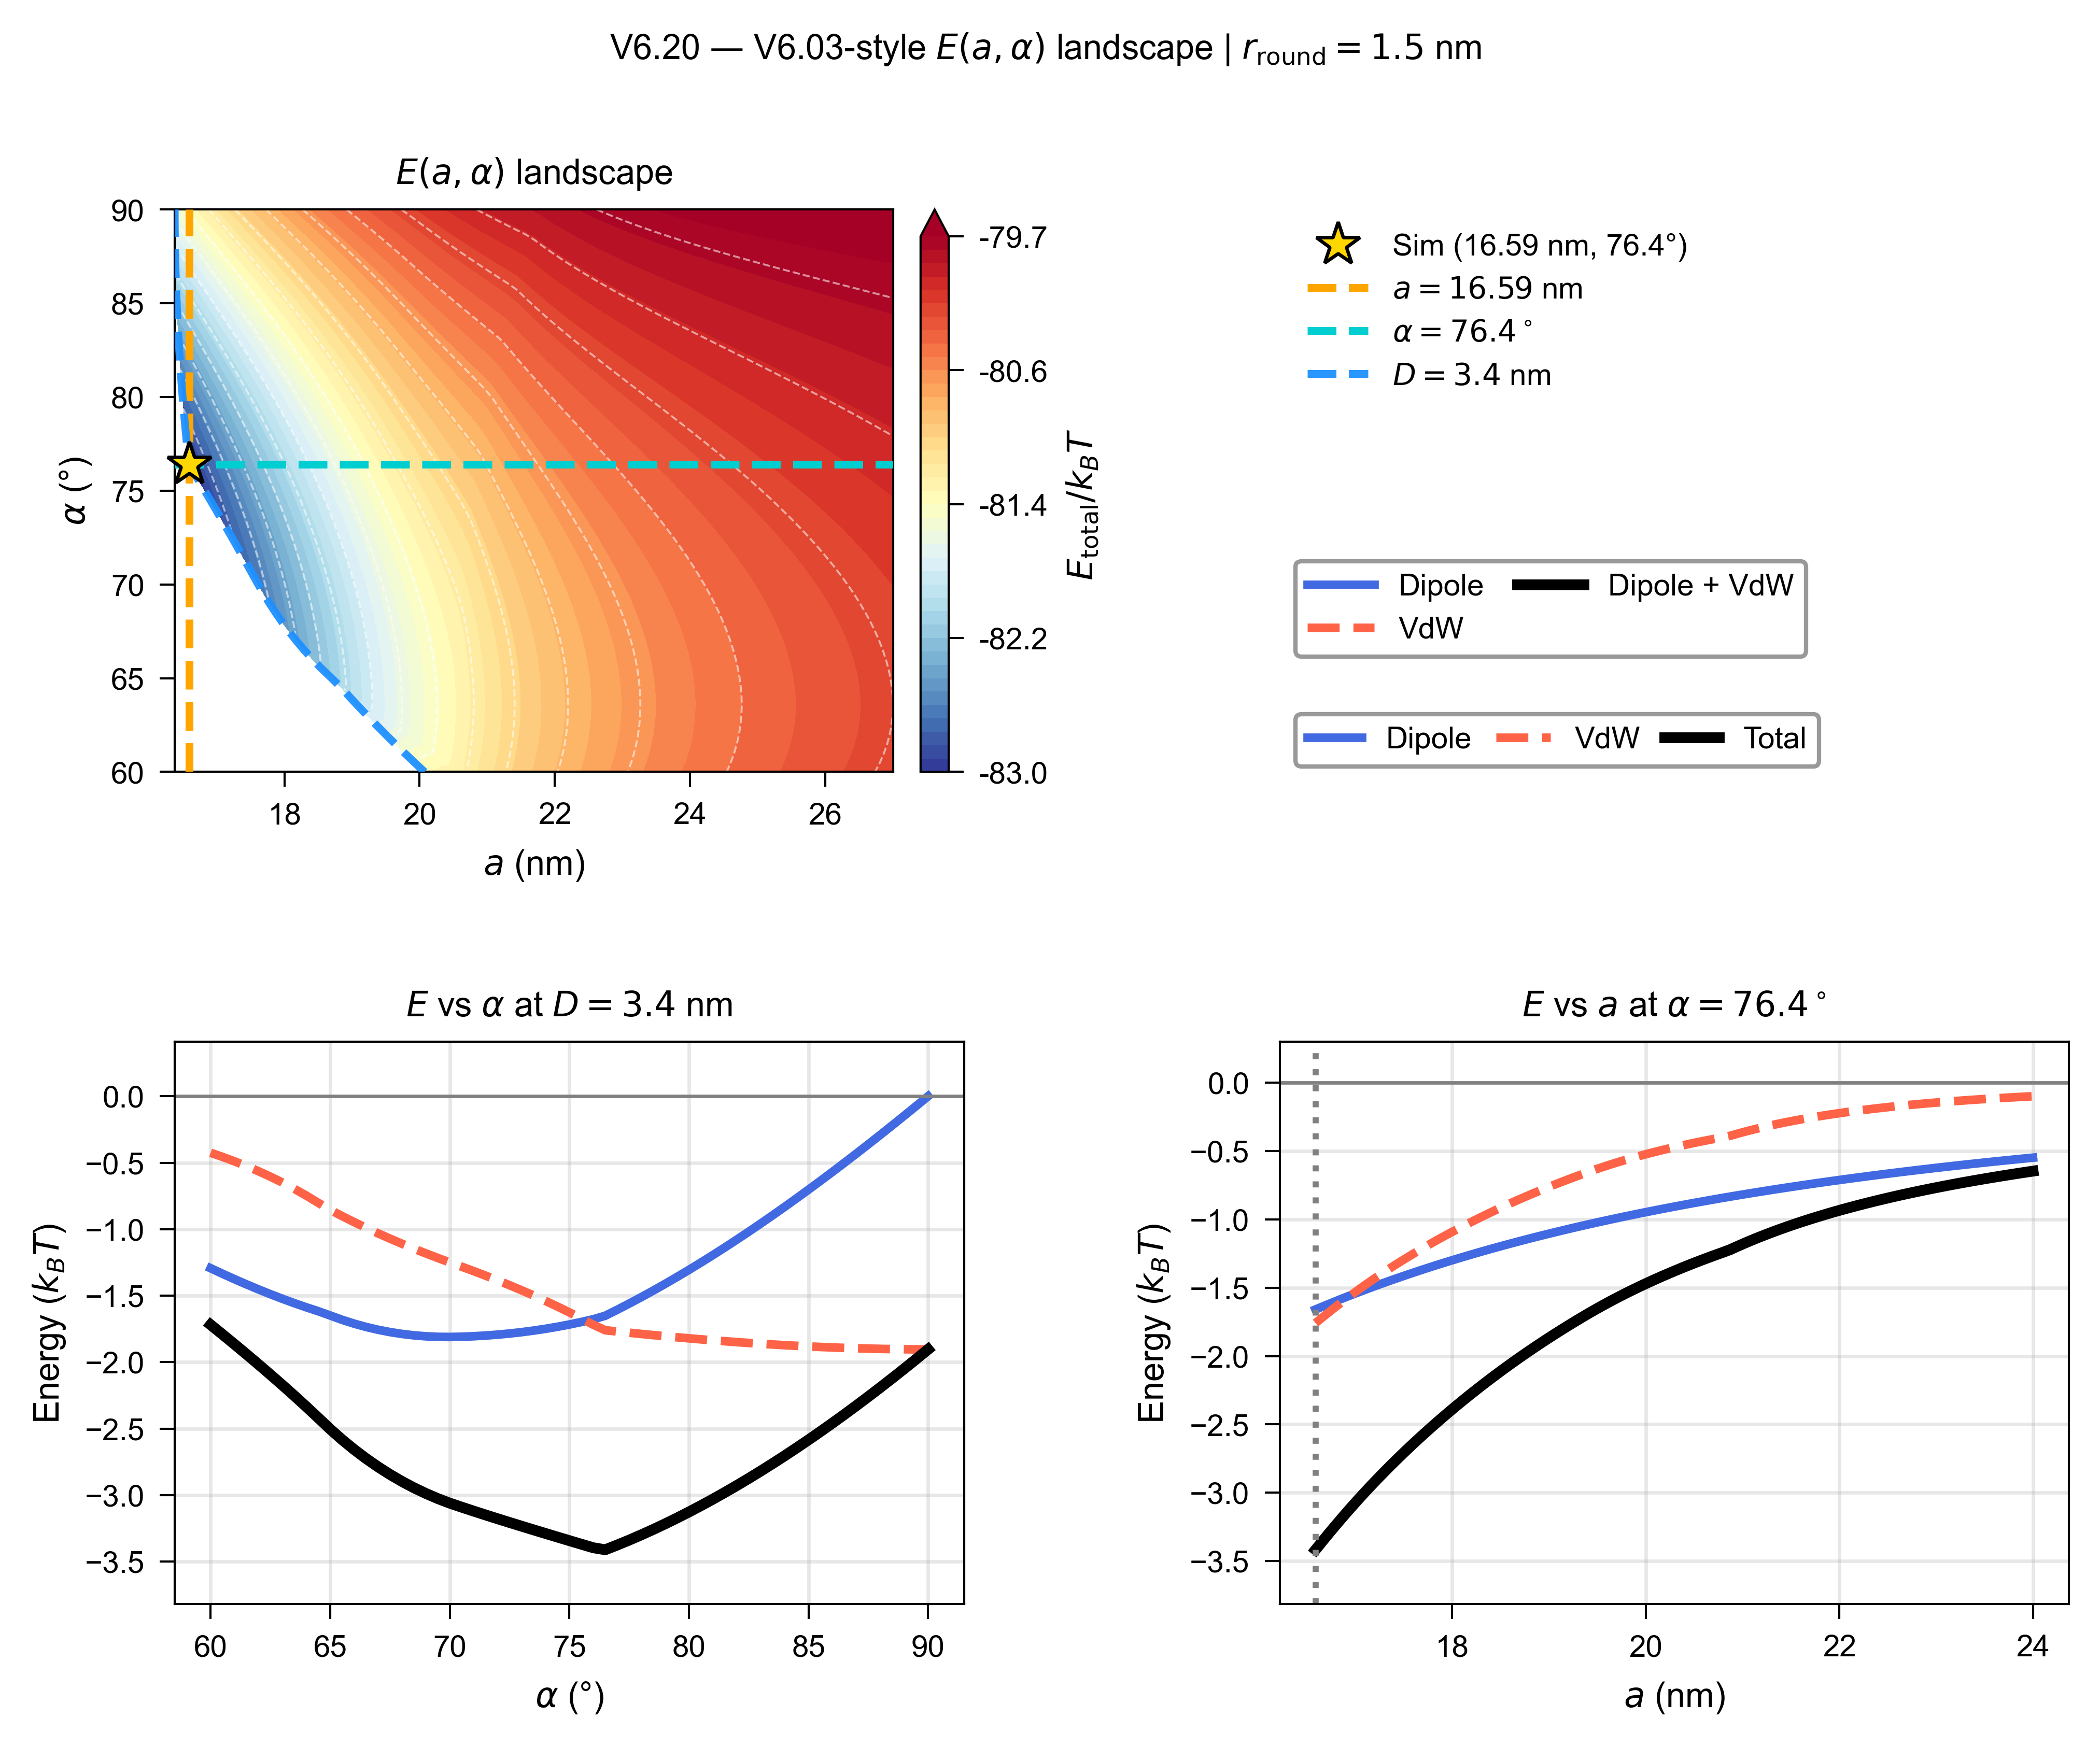 V6.20 — V6.03-style E(a, α) landscape | r_round = 1.5 nm
E(a, α) landscape
90
85
80
75
70
65
60
α (°)
18 20 22 24 26
a (nm)
-79.7
-80.6
-81.4
-82.2
-83.0
E_total/k_BT
Sim (16.59 nm, 76.4°)
a = 16.59 nm
α = 76.4°
D = 3.4 nm
Dipole Dipole + VdW
VdW
Dipole VdW Total
E vs α at D = 3.4 nm
0.0
−0.5
−1.0
−1.5
−2.0
−2.5
−3.0
−3.5
Energy (k_BT)
60 65 70 75 80 85 90
α (°)
E vs a at α = 76.4°
0.0
−0.5
−1.0
−1.5
−2.0
−2.5
−3.0
−3.5
Energy (k_BT)
18 20 22 24
a (nm)